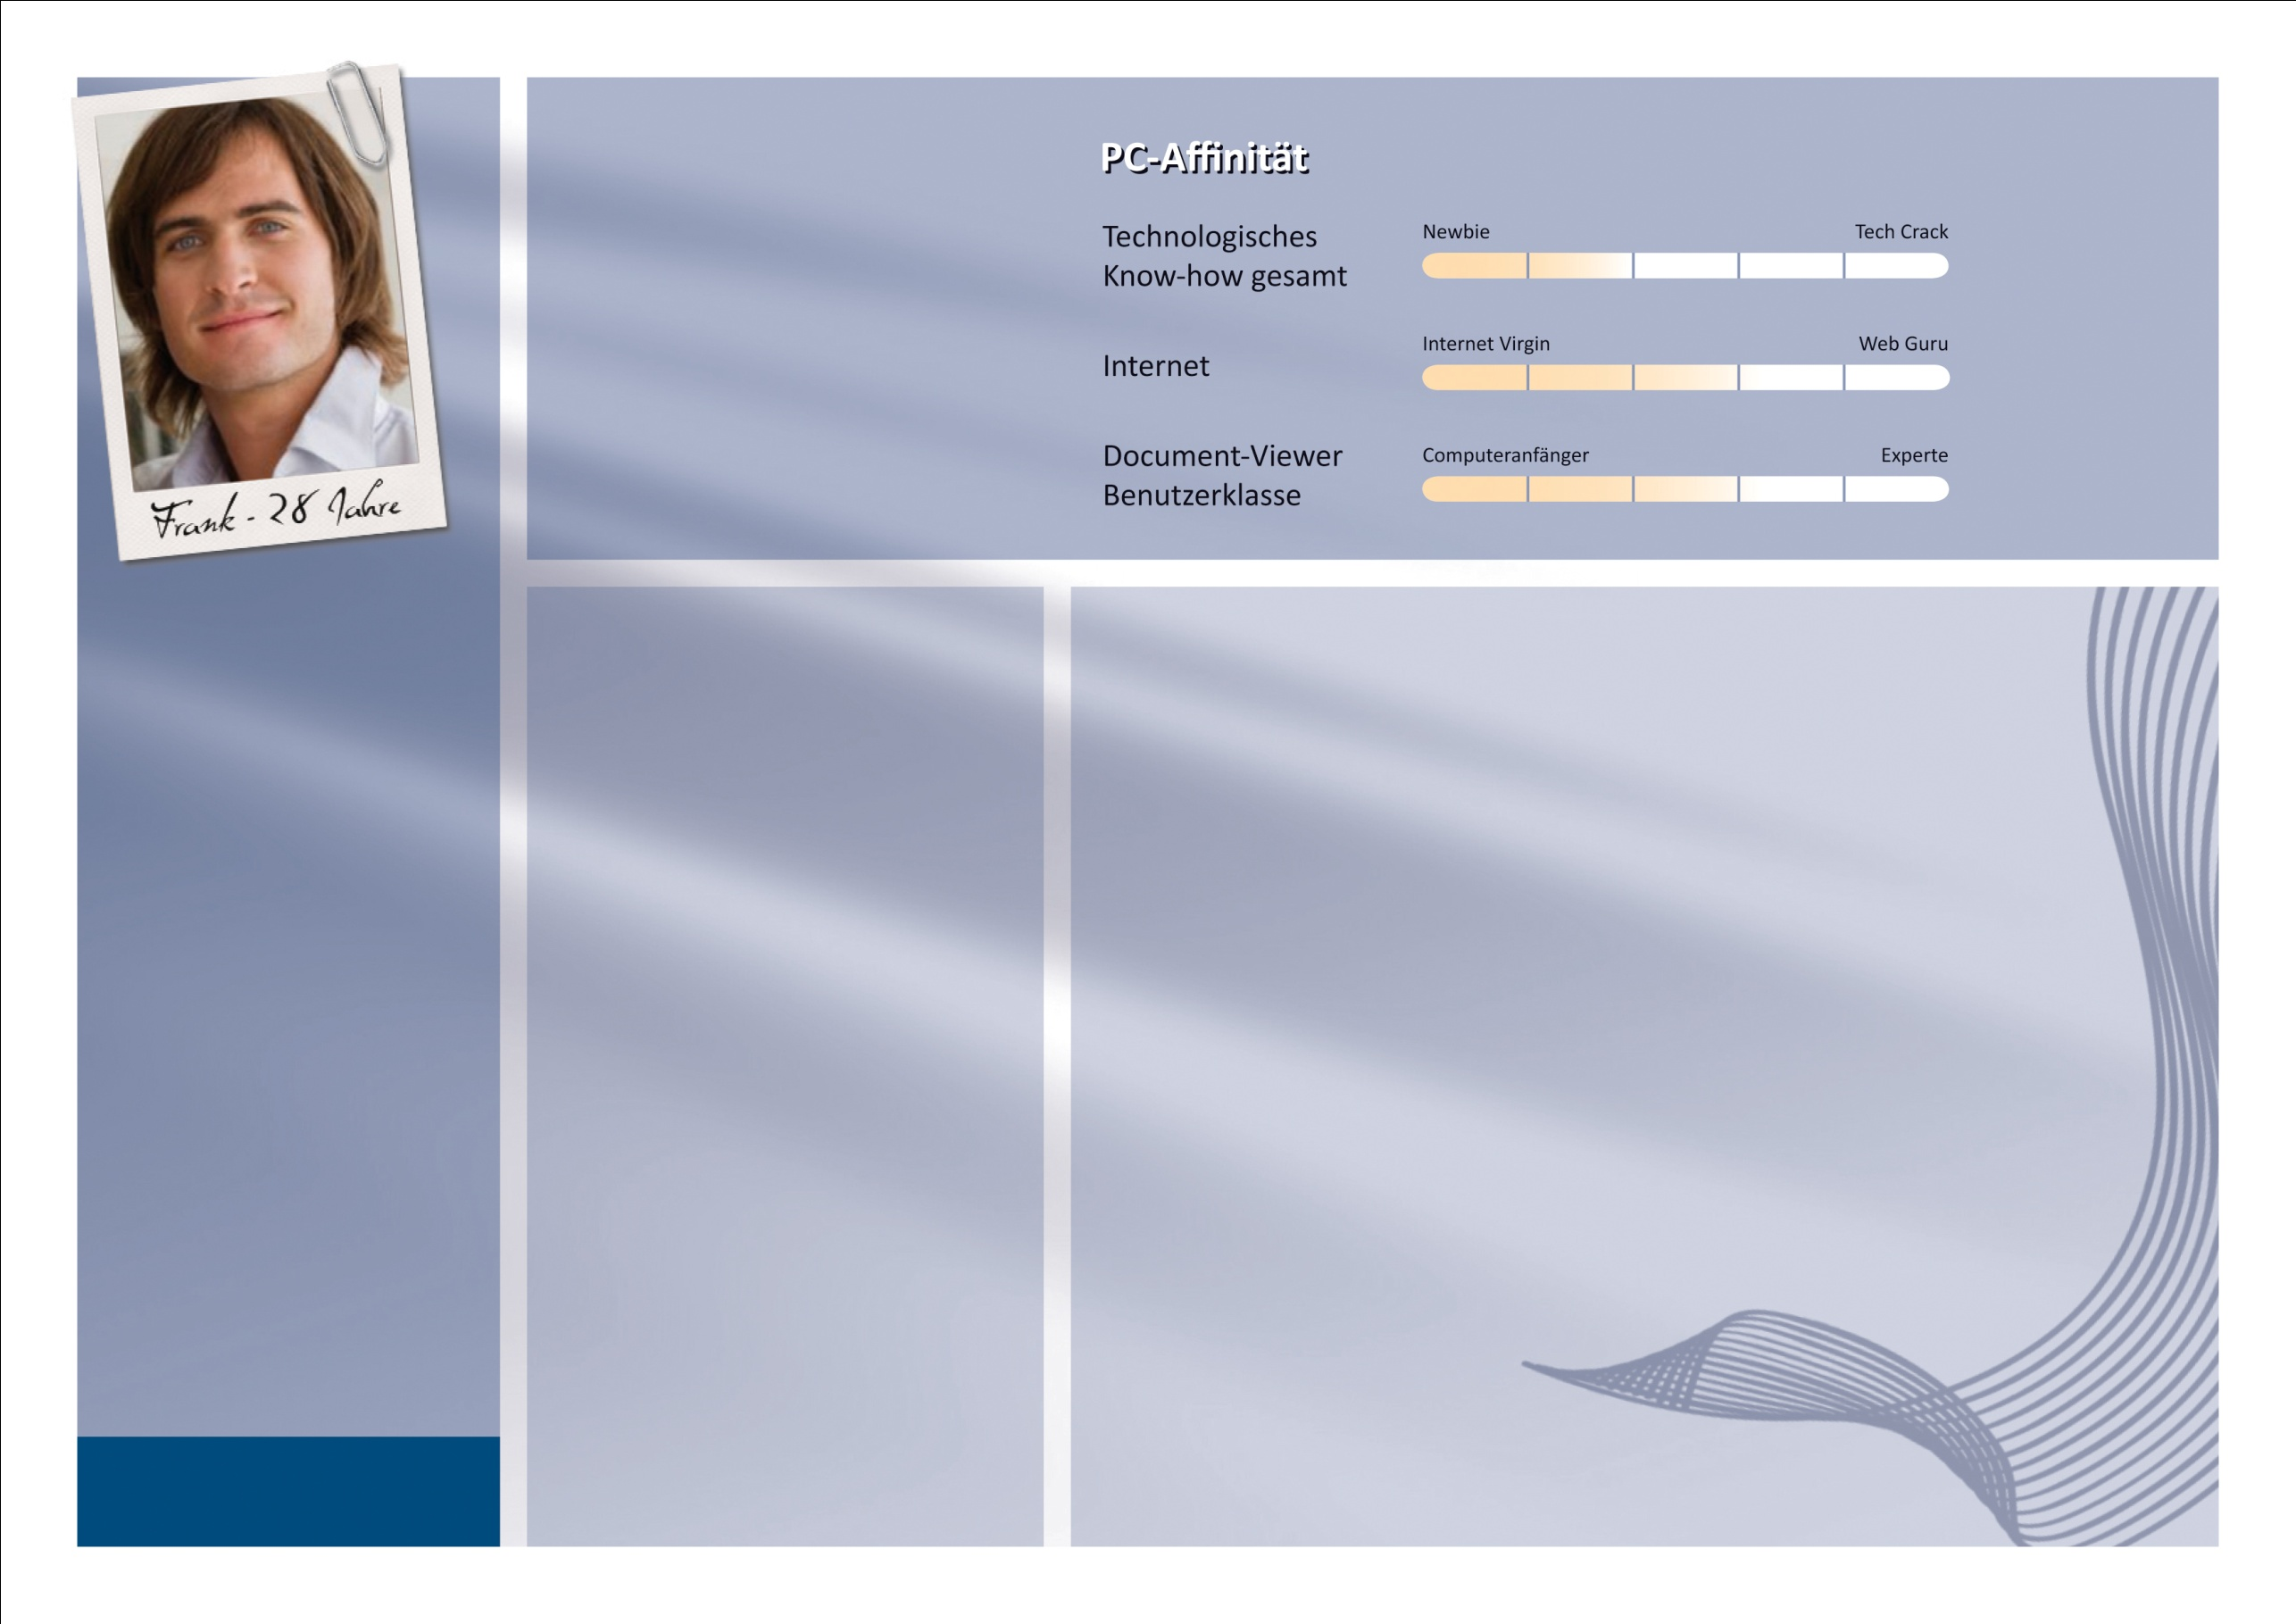 Frank - 28 Jahre
PC-Affinität
Technologisches
Know-how gesamt
Newbie
Tech Crack
Internet
Internet Virgin
Web Guru
Document-Viewer
Benutzerklasse
Computeranfänger
Experte